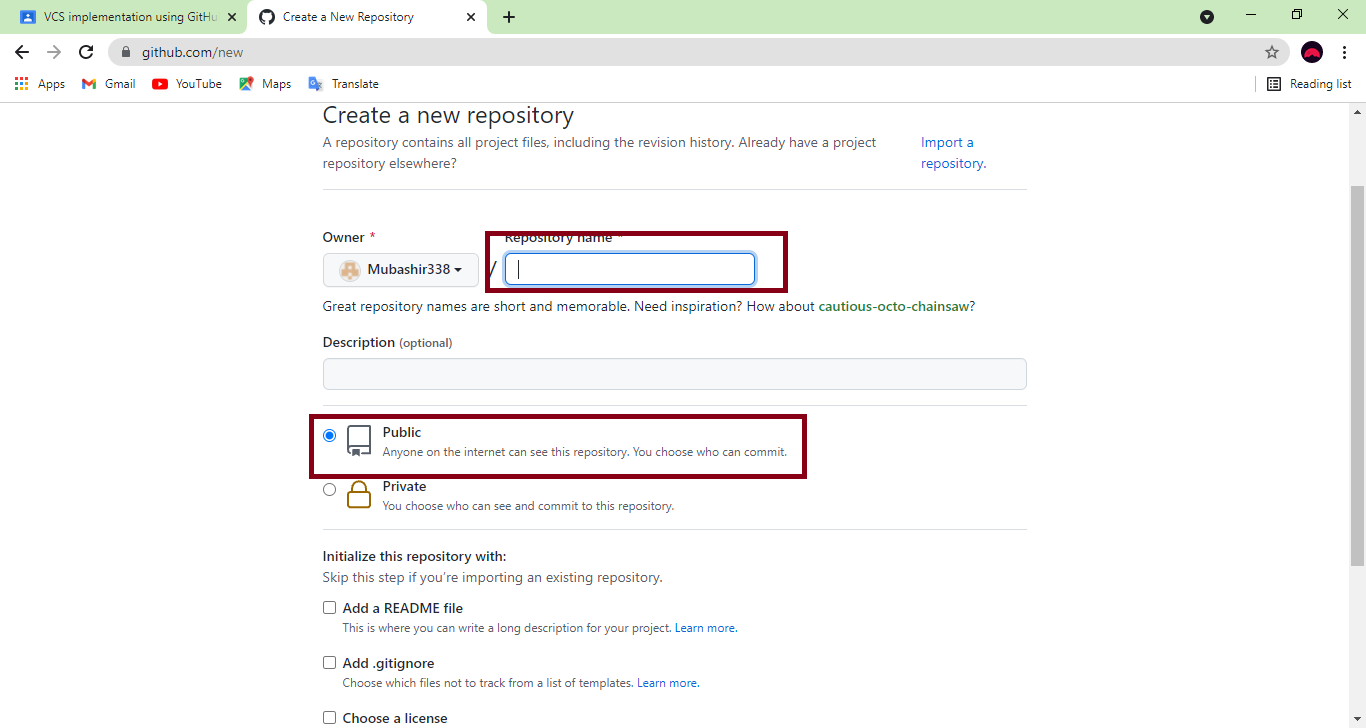 VCS implementation using GitHu
Create a New Repository
github.com/new
Apps Gmail YouTube Maps Translate Reading list
Create a new repository
A repository contains all project files, including the revision history. Already have a project
repository elsewhere?
Import a
repository.
Owner *
Repository name *
Mubashir338 /
Great repository names are short and memorable. Need inspiration? How about cautious-octo-chainsaw?
Description (optional)
Public
Anyone on the internet can see this repository. You choose who can commit.
Private
You choose who can see and commit to this repository.
Initialize this repository with:
Skip this step if you're importing an existing repository.
Add a README file
This is where you can write a long description for your project. Learn more.
Add .gitignore
Choose which files not to track from a list of templates. Learn more.
Choose a license